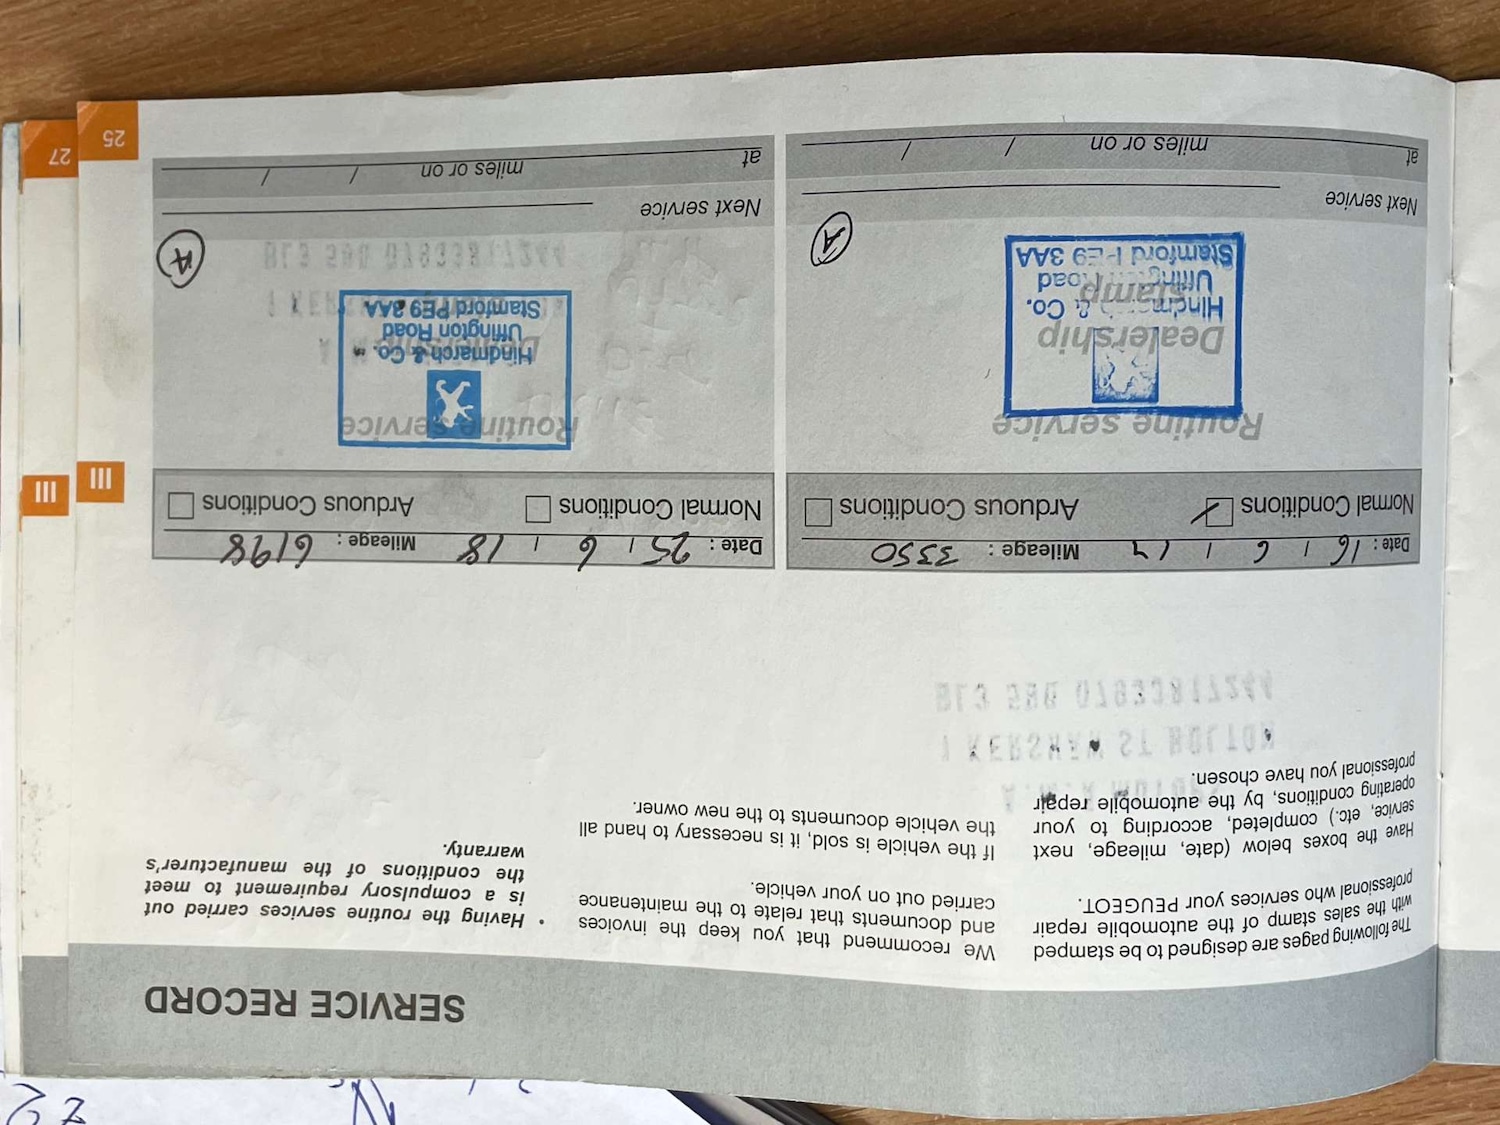 SERVICE RECORD
The following pages are designed to be stamped
with the sales stamp of the automobile repair
professional who services your PEUGEOT.
Have the boxes below (date, mileage, next
service, etc.) completed, according to your
operating conditions, by the automobile repair
professional you have chosen.
We recommend that you keep the invoices
and documents that relate to the maintenance
carried out on your vehicle.
If the vehicle is sold, it is necessary to hand all
the vehicle documents to the new owner.
• Having the routine services carried out
is a compulsory requirement to meet
the conditions of the manufacturer's
warranty.
Date : 16 / 6 / 17 Mileage : 3350
Normal Conditions Arduous Conditions
Routine service
Dealership
stamp
Hindmarch & Co.
Uffington Road
Stamford PE9 3AA
A
Next service
at miles or on / /
Date : 25 / 6 / 18 Mileage : 6198
Normal Conditions Arduous Conditions
Routine service
Dealership
Hindmarch & Co.
Uffington Road
Stamford PE9 3AA
A
Next service
at miles or on / /
III
25
III
27